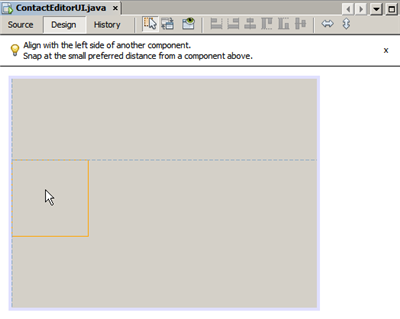 ContactEditorUI.java x
Source Design History
Align with the left side of another component.
Snap at the small preferred distance from a component above.
x